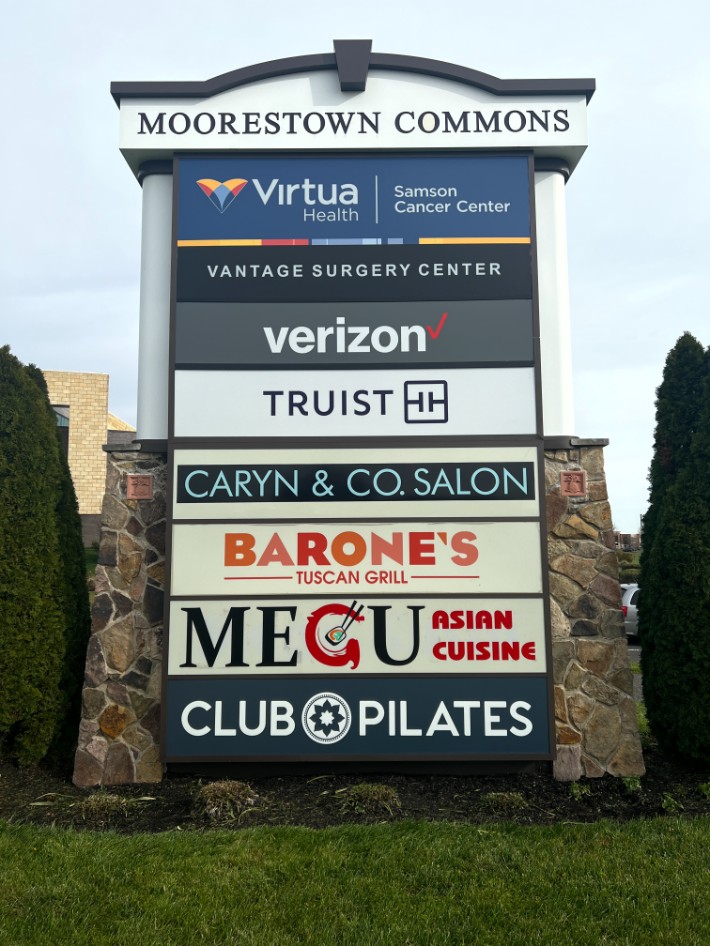 MOORESTOWN COMMONS
Virtua
Health
Samson
Cancer Center
VANTAGE SURGERY CENTER
verizon
TRUIST
CARYN & CO. SALON
BARONE'S
TUSCAN GRILL
MEGU
ASIAN
CUISINE
CLUB PILATES